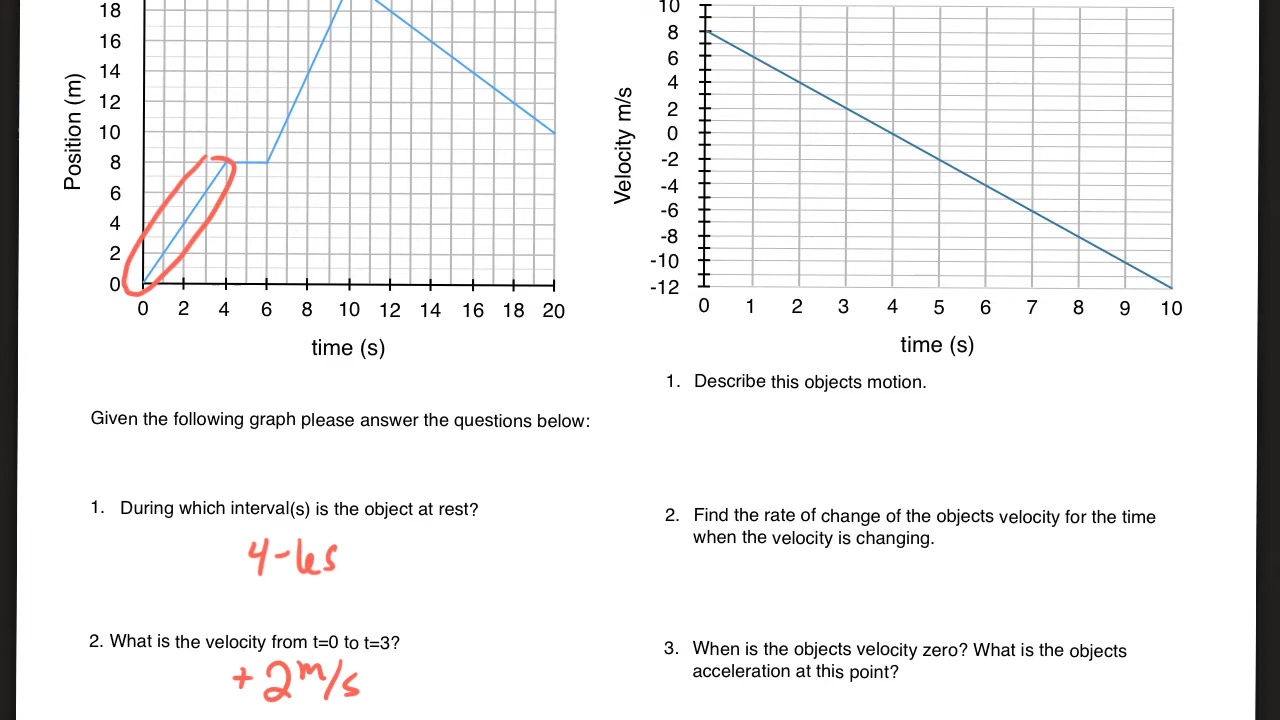 18
16
14
12
10
8
6
4
2
0
Position (m)
0 2 4 6 8 10 12 14 16 18 20
time (s)
Given the following graph please answer the questions below:
1. During which interval(s) is the object at rest?
4-6s
2. What is the velocity from t=0 to t=3?
+2m/s
10
8
6
4
2
0
-2
-4
-6
-8
-10
-12
Velocity m/s
0 1 2 3 4 5 6 7 8 9 10
time (s)
1. Describe this objects motion.
2. Find the rate of change of the objects velocity for the time
when the velocity is changing.
3. When is the objects velocity zero? What is the objects
acceleration at this point?